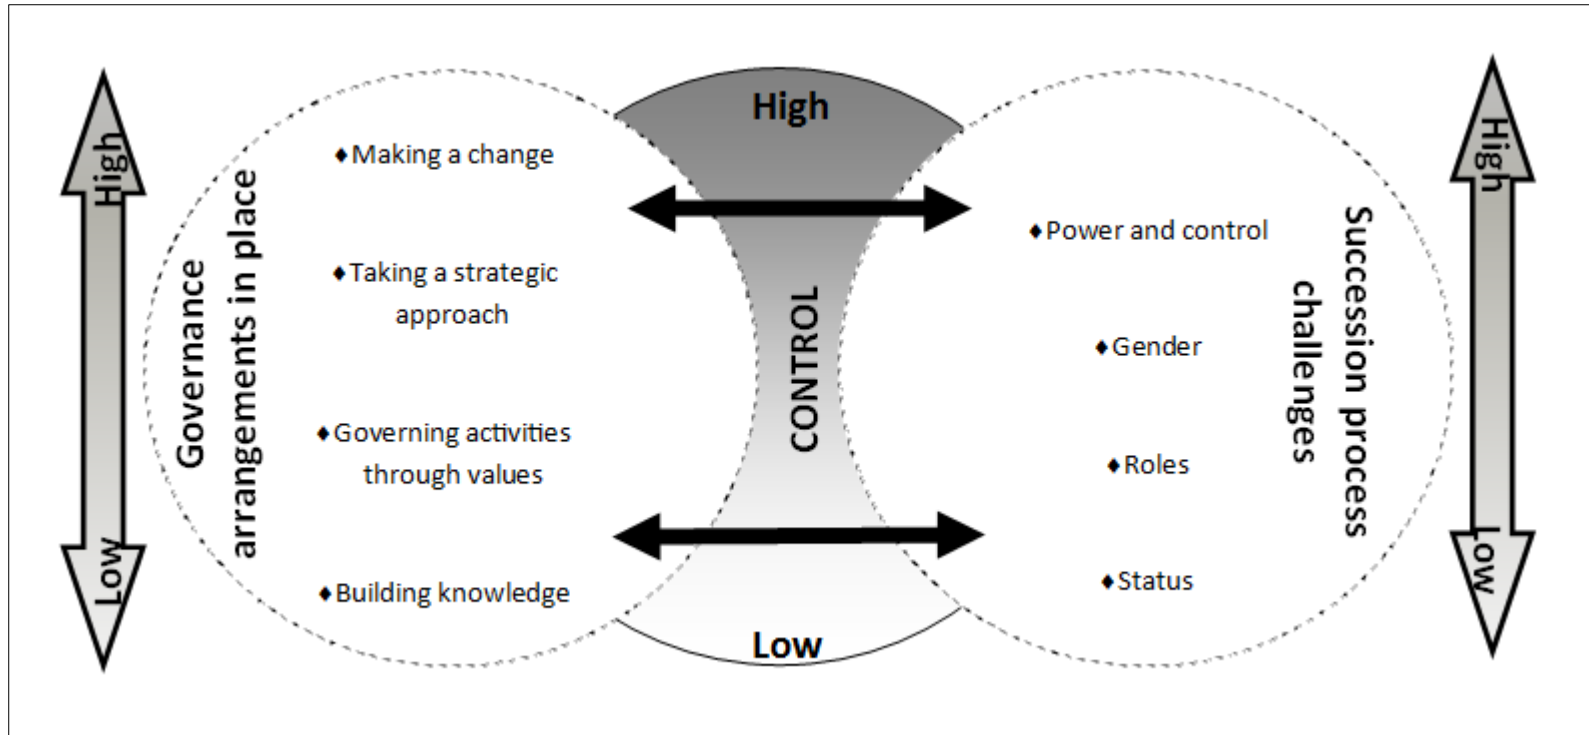 High
Low
Governance
arrangements in place
♦Making a change
♦Taking a strategic
approach
♦Governing activities
through values
♦Building knowledge
High
CONTROL
Low
♦Power and control
♦Gender
♦Roles
♦Status
Succession process
challenges
High
Low